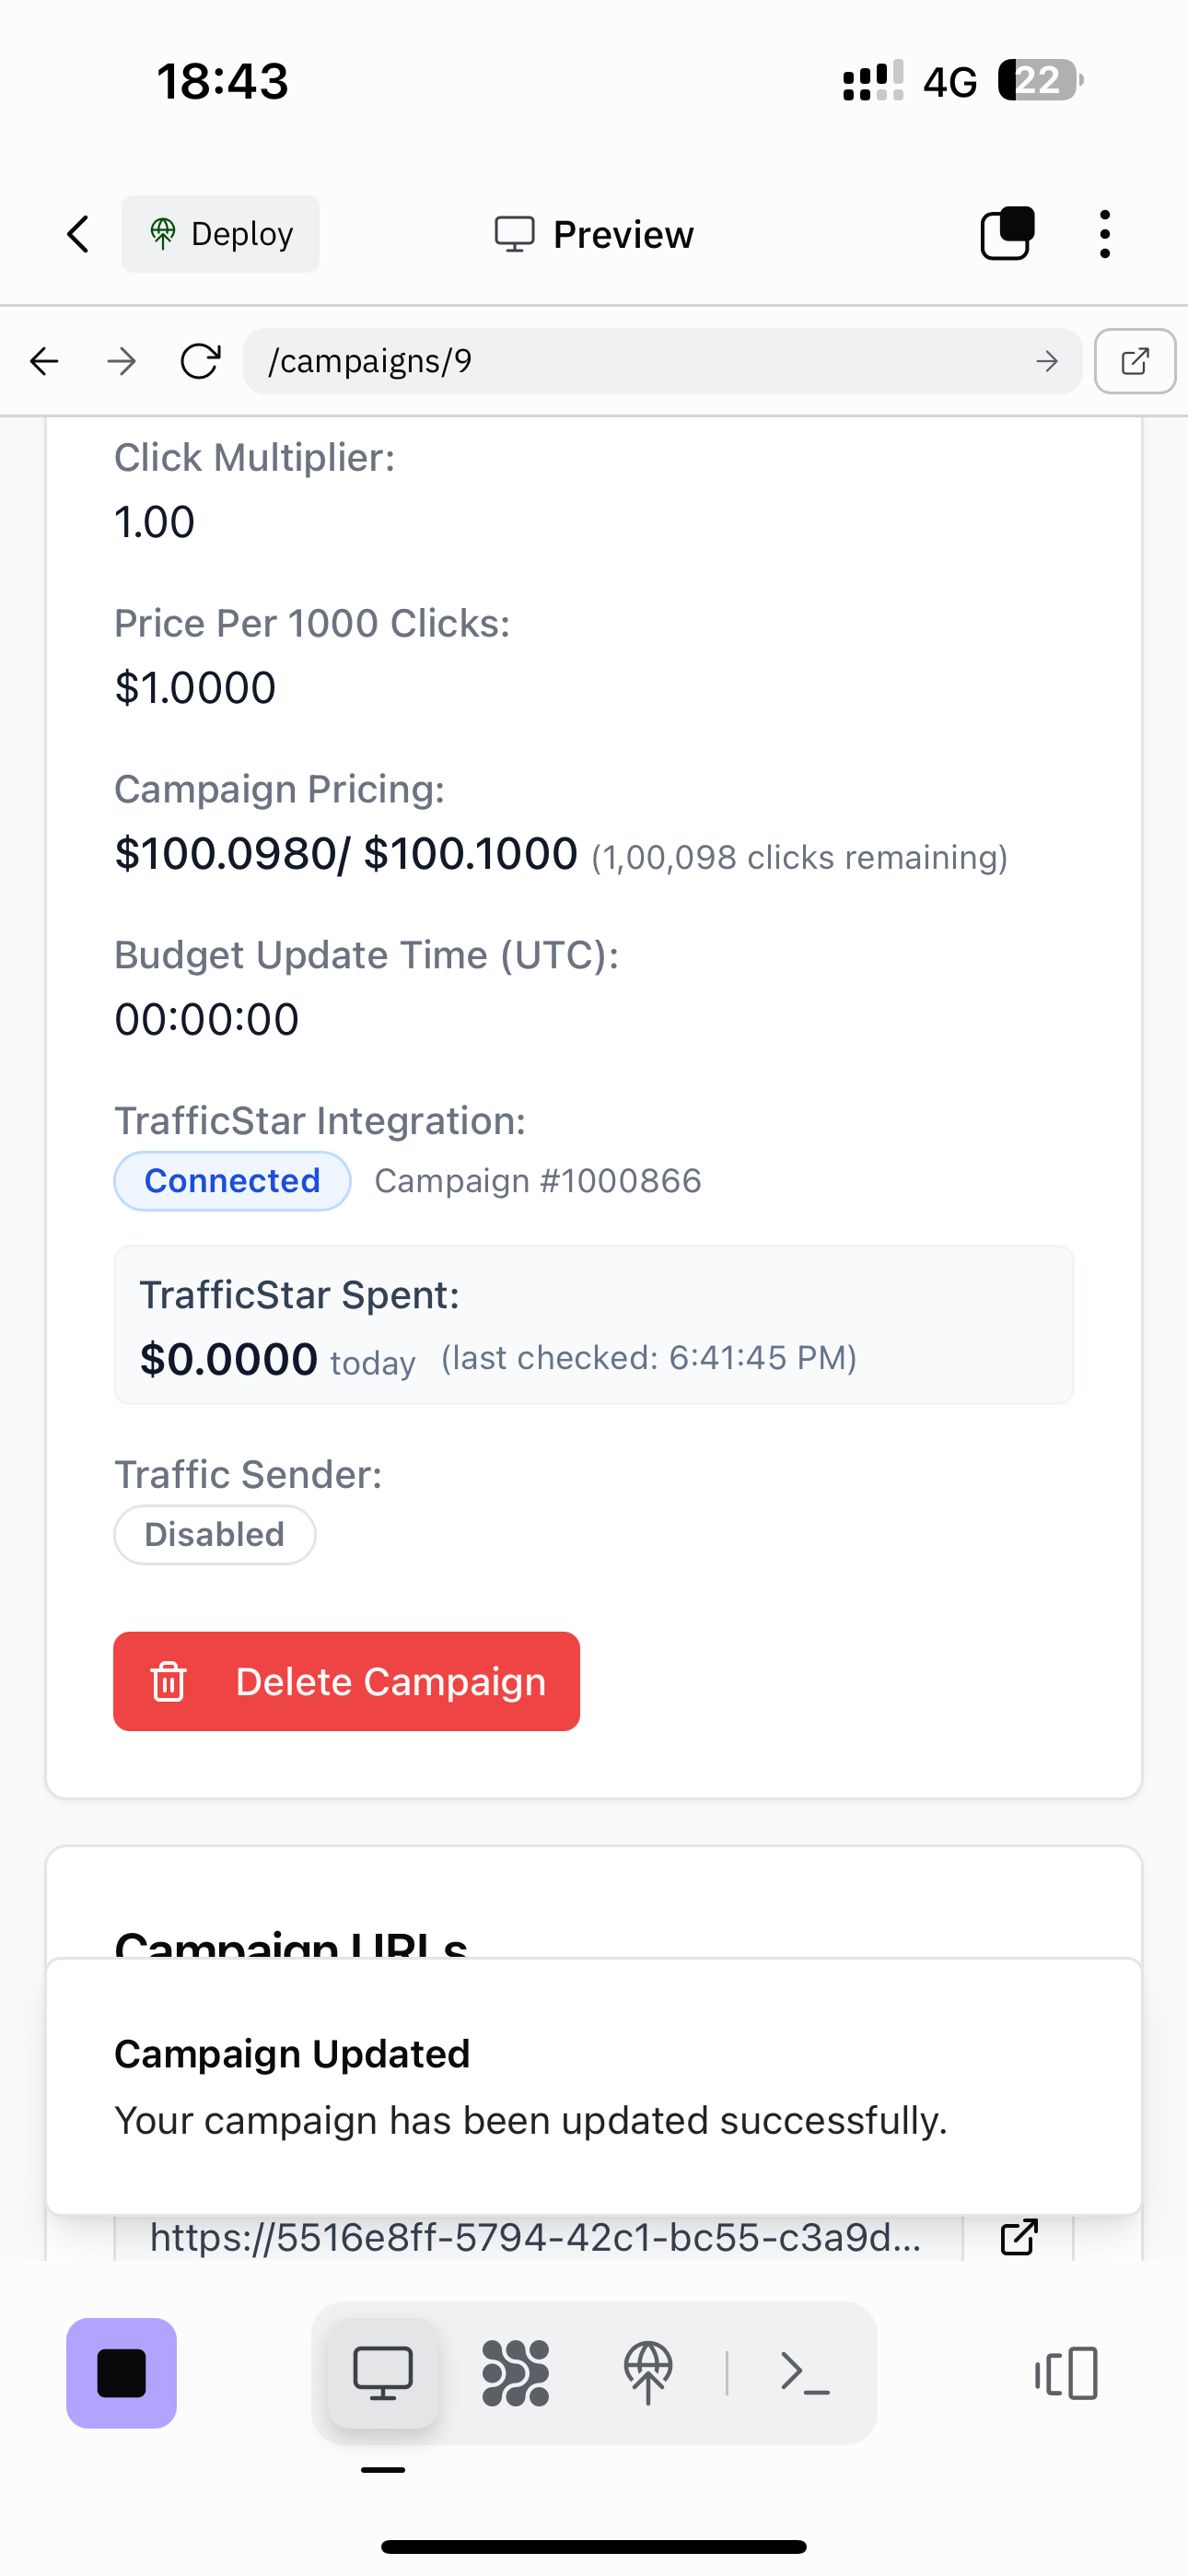 18:43
4G 22
Deploy
Preview
/campaigns/9
Click Multiplier:
1.00
Price Per 1000 Clicks:
$1.0000
Campaign Pricing:
$100.0980/ $100.1000 (1,00,098 clicks remaining)
Budget Update Time (UTC):
00:00:00
TrafficStar Integration:
Connected Campaign #1000866
TrafficStar Spent:
$0.0000 today (last checked: 6:41:45 PM)
Traffic Sender:
Disabled
Delete Campaign
Campaign URLs
Campaign Updated
Your campaign has been updated successfully.
https://5516e8ff-5794-42c1-bc55-c3a9d...